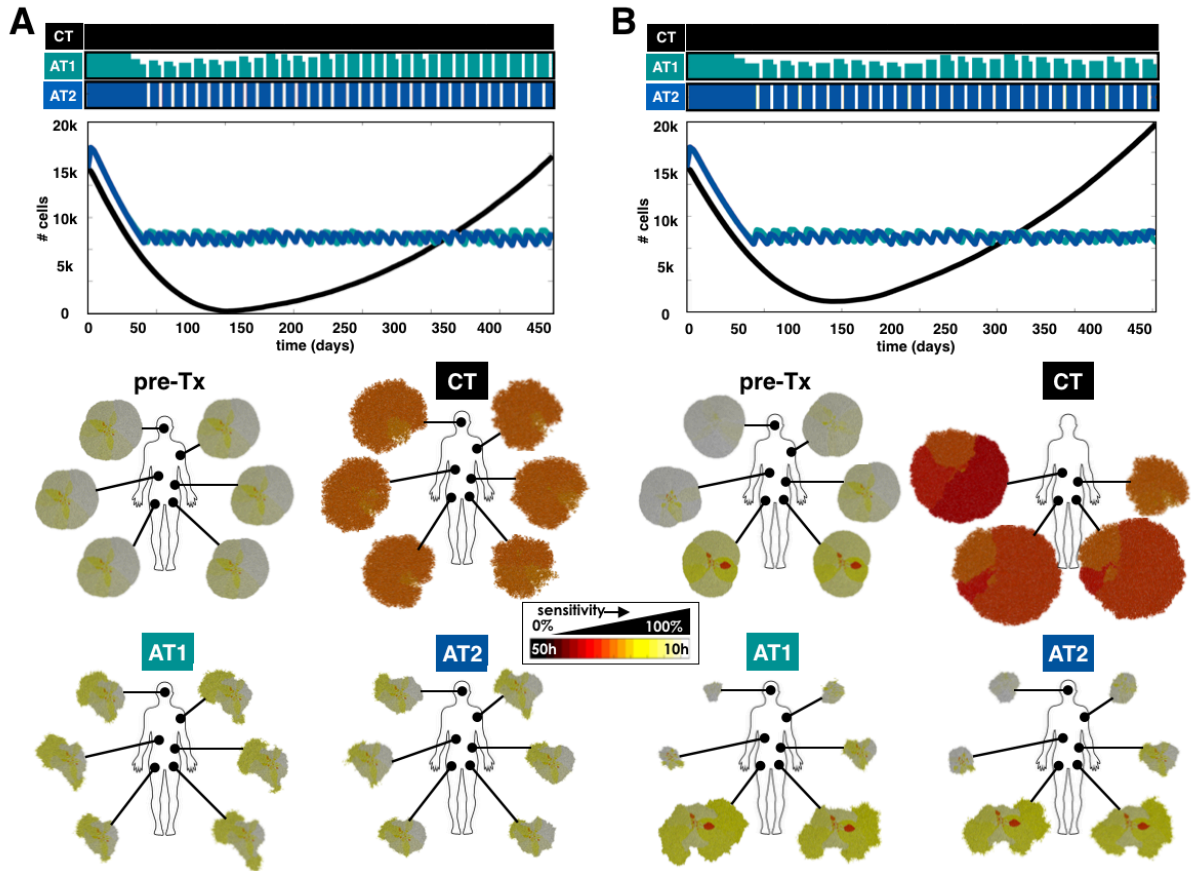 A
B
CT
AT1
AT2
CT
AT1
AT2
20k
15k
10k
5k
0
# cells
0 50 100 150 200 250 300 350 400 450
time (days)
20k
15k
10k
5k
0
# cells
0 50 100 150 200 250 300 350 400 450
time (days)
pre-Tx
CT
pre-Tx
CT
sensitivity
0% 100%
50h 10h
AT1
AT2
AT1
AT2